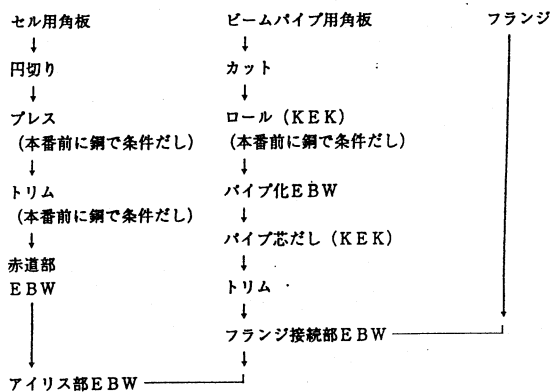 セル用角板
↓
円切り
↓
プレス
(本番前に銅で条件だし)
↓
トリム
(本番前に銅で条件だし)
↓
赤道部
EBW
↓
アイリス部EBW
ビームパイプ用角板
↓
カット
↓
ロール(KEK)
(本番前に銅で条件だし)
↓
パイプ化EBW
↓
パイプ芯だし(KEK)
↓
トリム
↓
フランジ接続部EBW
↓
フランジ